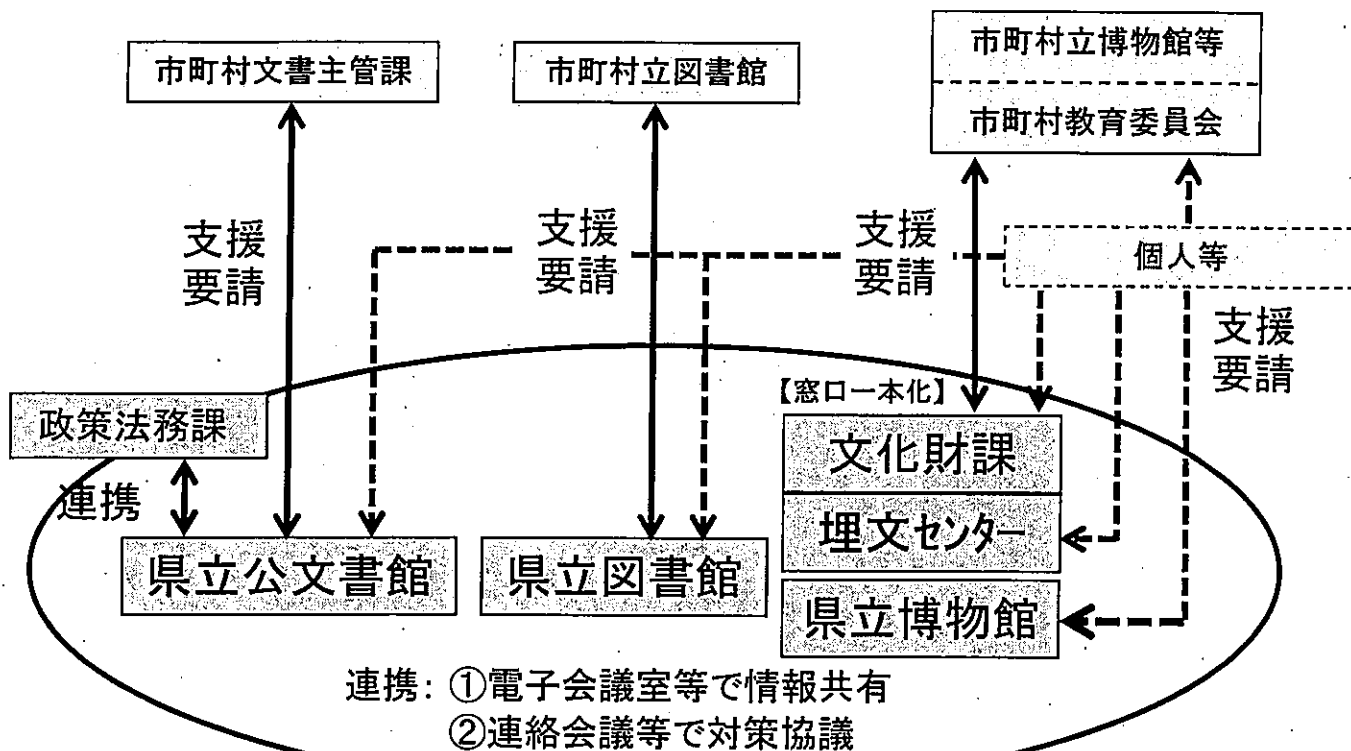 市町村文書主管課
市町村立図書館
市町村立博物館等
市町村教育委員会
支援
要請
支援
要請
支援
要請
個人等
支援
要請
政策法務課
連携
【窓口一本化】
文化財課
埋文センター
県立公文書館
県立図書館
県立博物館
連携: ①電子会議室等で情報共有
②連絡会議等で対策協議